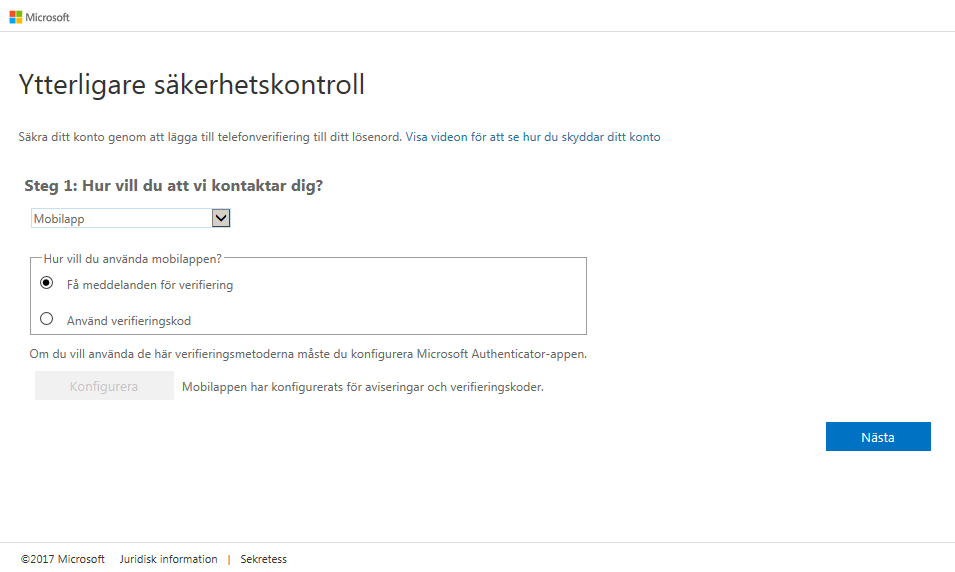 Microsoft
Ytterligare säkerhetskontroll
Säkra ditt konto genom att lägga till telefonverifiering till ditt lösenord. Visa videon för att se hur du skyddar ditt konto
Steg 1: Hur vill du att vi kontaktar dig?
Mobilapp
Hur vill du använda mobilappen?
Få meddelanden för verifiering
Använd verifieringskod
Om du vill använda de här verifieringsmetoderna måste du konfigurera Microsoft Authenticator-appen.
Konfigurera Mobilappen har konfigurerats för aviseringar och verifieringskoder.
Nästa
©2017 Microsoft Juridisk information | Sekretess